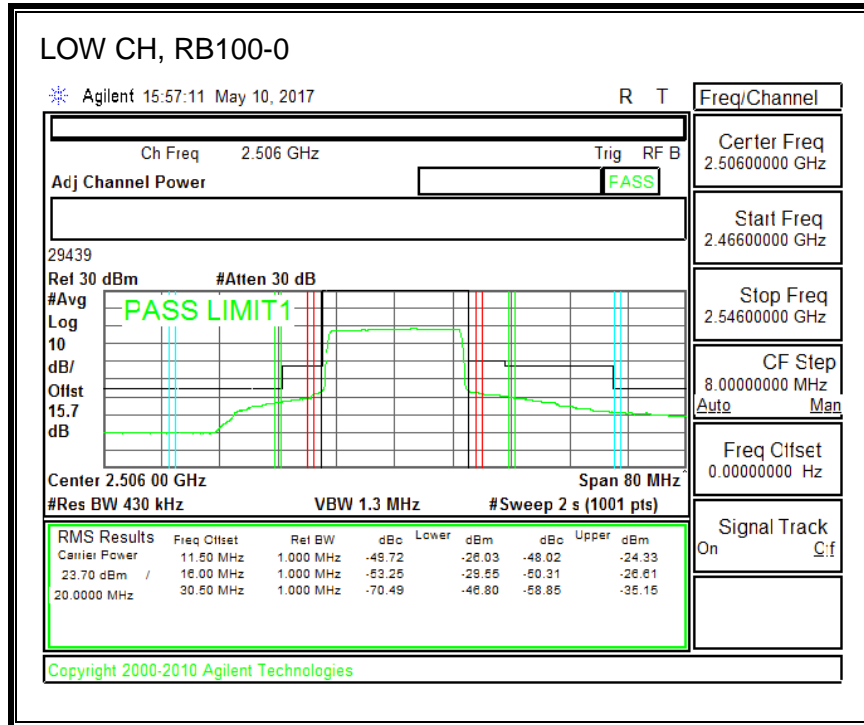 LOW CH, RB100-0
Agilent 15:57:11 May 10, 2017 R T
Freq/Channel
Ch Freq 2.506 GHz Trig RF B
Adj Channel Power PASS
Center Freq
2.50600000 GHz
Start Freq
2.46600000 GHz
Stop Freq
2.54600000 GHz
CF Step
8.00000000 MHz
Auto Man
Freq Offset
0.00000000 Hz
Signal Track
On Off
29439
Ref 30 dBm #Atten 30 dB
#Avg
Log
10
dB/
Offst
15.7
dB
PASS LIMIT1
Center 2.506 00 GHz Span 80 MHz
#Res BW 430 kHz VBW 1.3 MHz #Sweep 2 s (1001 pts)
RMS Results Freq Offset Ref BW dBc Lower dBm dBc Upper dBm
Carrier Power 11.50 MHz 1.000 MHz -49.72 -26.03 -48.02 -24.33
23.70 dBm / 16.00 MHz 1.000 MHz -53.25 -29.55 -50.31 -26.61
20.0000 MHz 30.50 MHz 1.000 MHz -70.49 -46.80 -58.85 -35.15
Copyright 2000-2010 Agilent Technologies